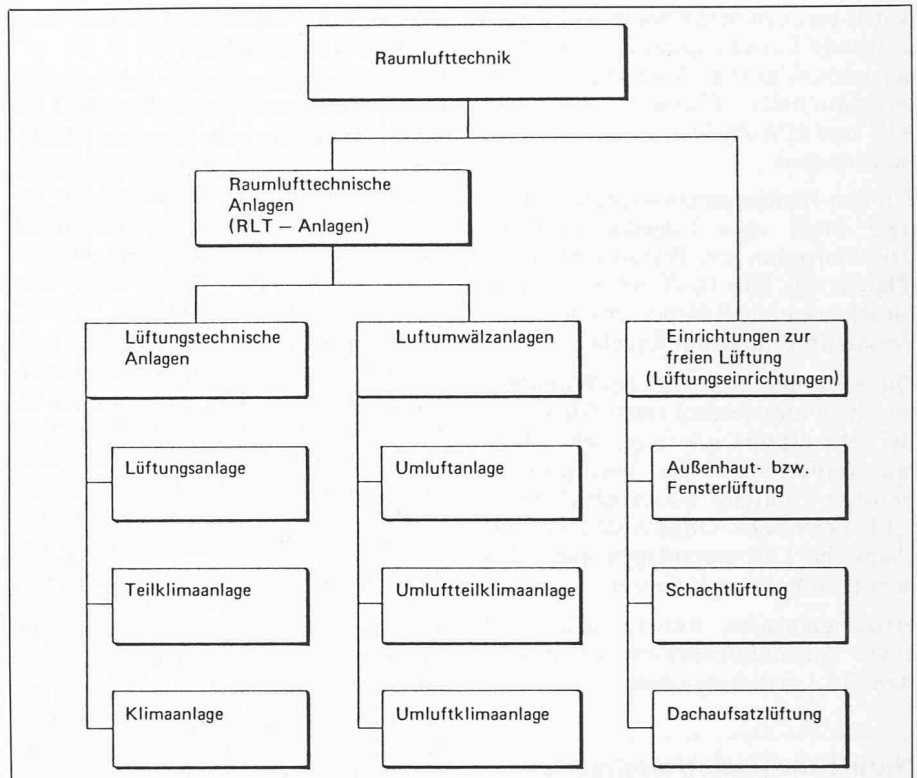 Raumlufttechnik
Raumlufttechnische
Anlagen
(RLT – Anlagen)
Lüftungstechnische
Anlagen
Luftumwälzanlagen
Einrichtungen zur
freien Lüftung
(Lüftungseinrichtungen)
Lüftungsanlage
Umluftanlage
Außenhaut- bzw.
Fensterlüftung
Teilklimaanlage
Umluftteilklimaanlage
Schachtlüftung
Klimaanlage
Umluftklimaanlage
Dachaufsatzlüftung